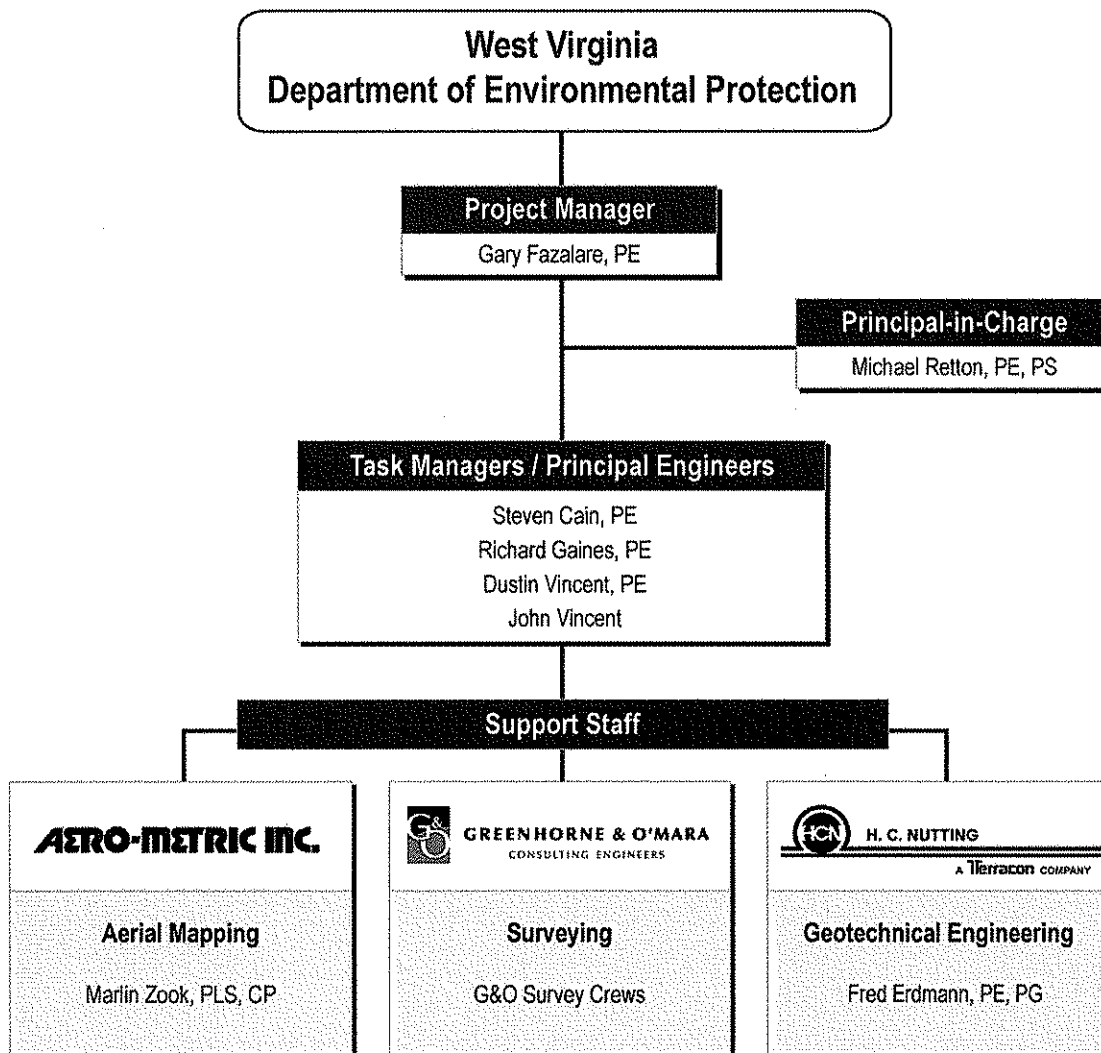 West Virginia
Department of Environmental Protection
Project Manager
Gary Fazalare, PE
Principal-in-Charge
Michael Retton, PE, PS
Task Managers / Principal Engineers
Steven Cain, PE
Richard Gaines, PE
Dustin Vincent, PE
John Vincent
Support Staff
AERO-METRIC INC.
Aerial Mapping
Marlin Zook, PLS, CP
G&O
GREENHORNE & O'MARA
CONSULTING ENGINEERS
Surveying
G&O Survey Crews
HCN
H. C. NUTTING
A Terracon COMPANY
Geotechnical Engineering
Fred Erdmann, PE, PG